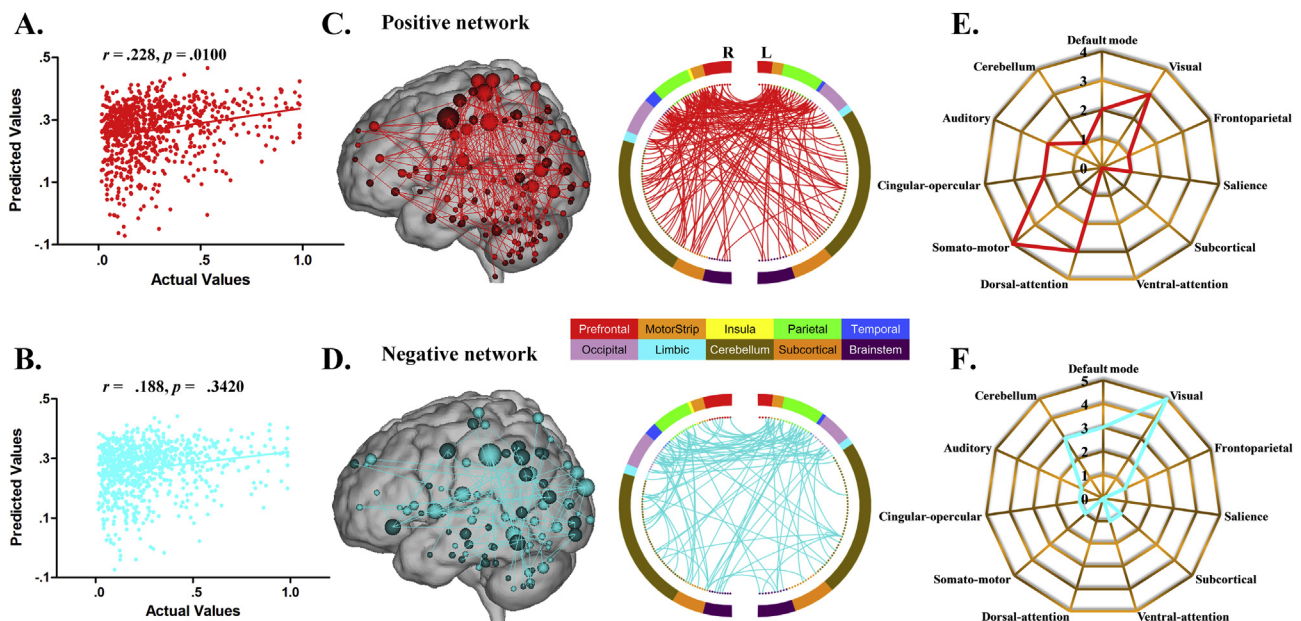 A.
r = .228, p = .0100
.5
.3
.1
-.1
Predicted Values
.0 .5 1.0
Actual Values
C. Positive network
R L
E.
Default mode
Visual
Frontoparietal
Salience
Subcortical
Ventral-attention
Dorsal-attention
Somato-motor
Cingular-opercular
Auditory
Cerebellum
4
3
2
1
0
Prefrontal MotorStrip Insula Parietal Temporal
Occipital Limbic Cerebellum Subcortical Brainstem
B.
r = .188, p = .3420
.5
.3
.1
-.1
Predicted Values
.0 .5 1.0
Actual Values
D. Negative network
F.
Default mode
Visual
Frontoparietal
Salience
Subcortical
Ventral-attention
Dorsal-attention
Somato-motor
Cingular-opercular
Auditory
Cerebellum
5
4
3
2
1
0